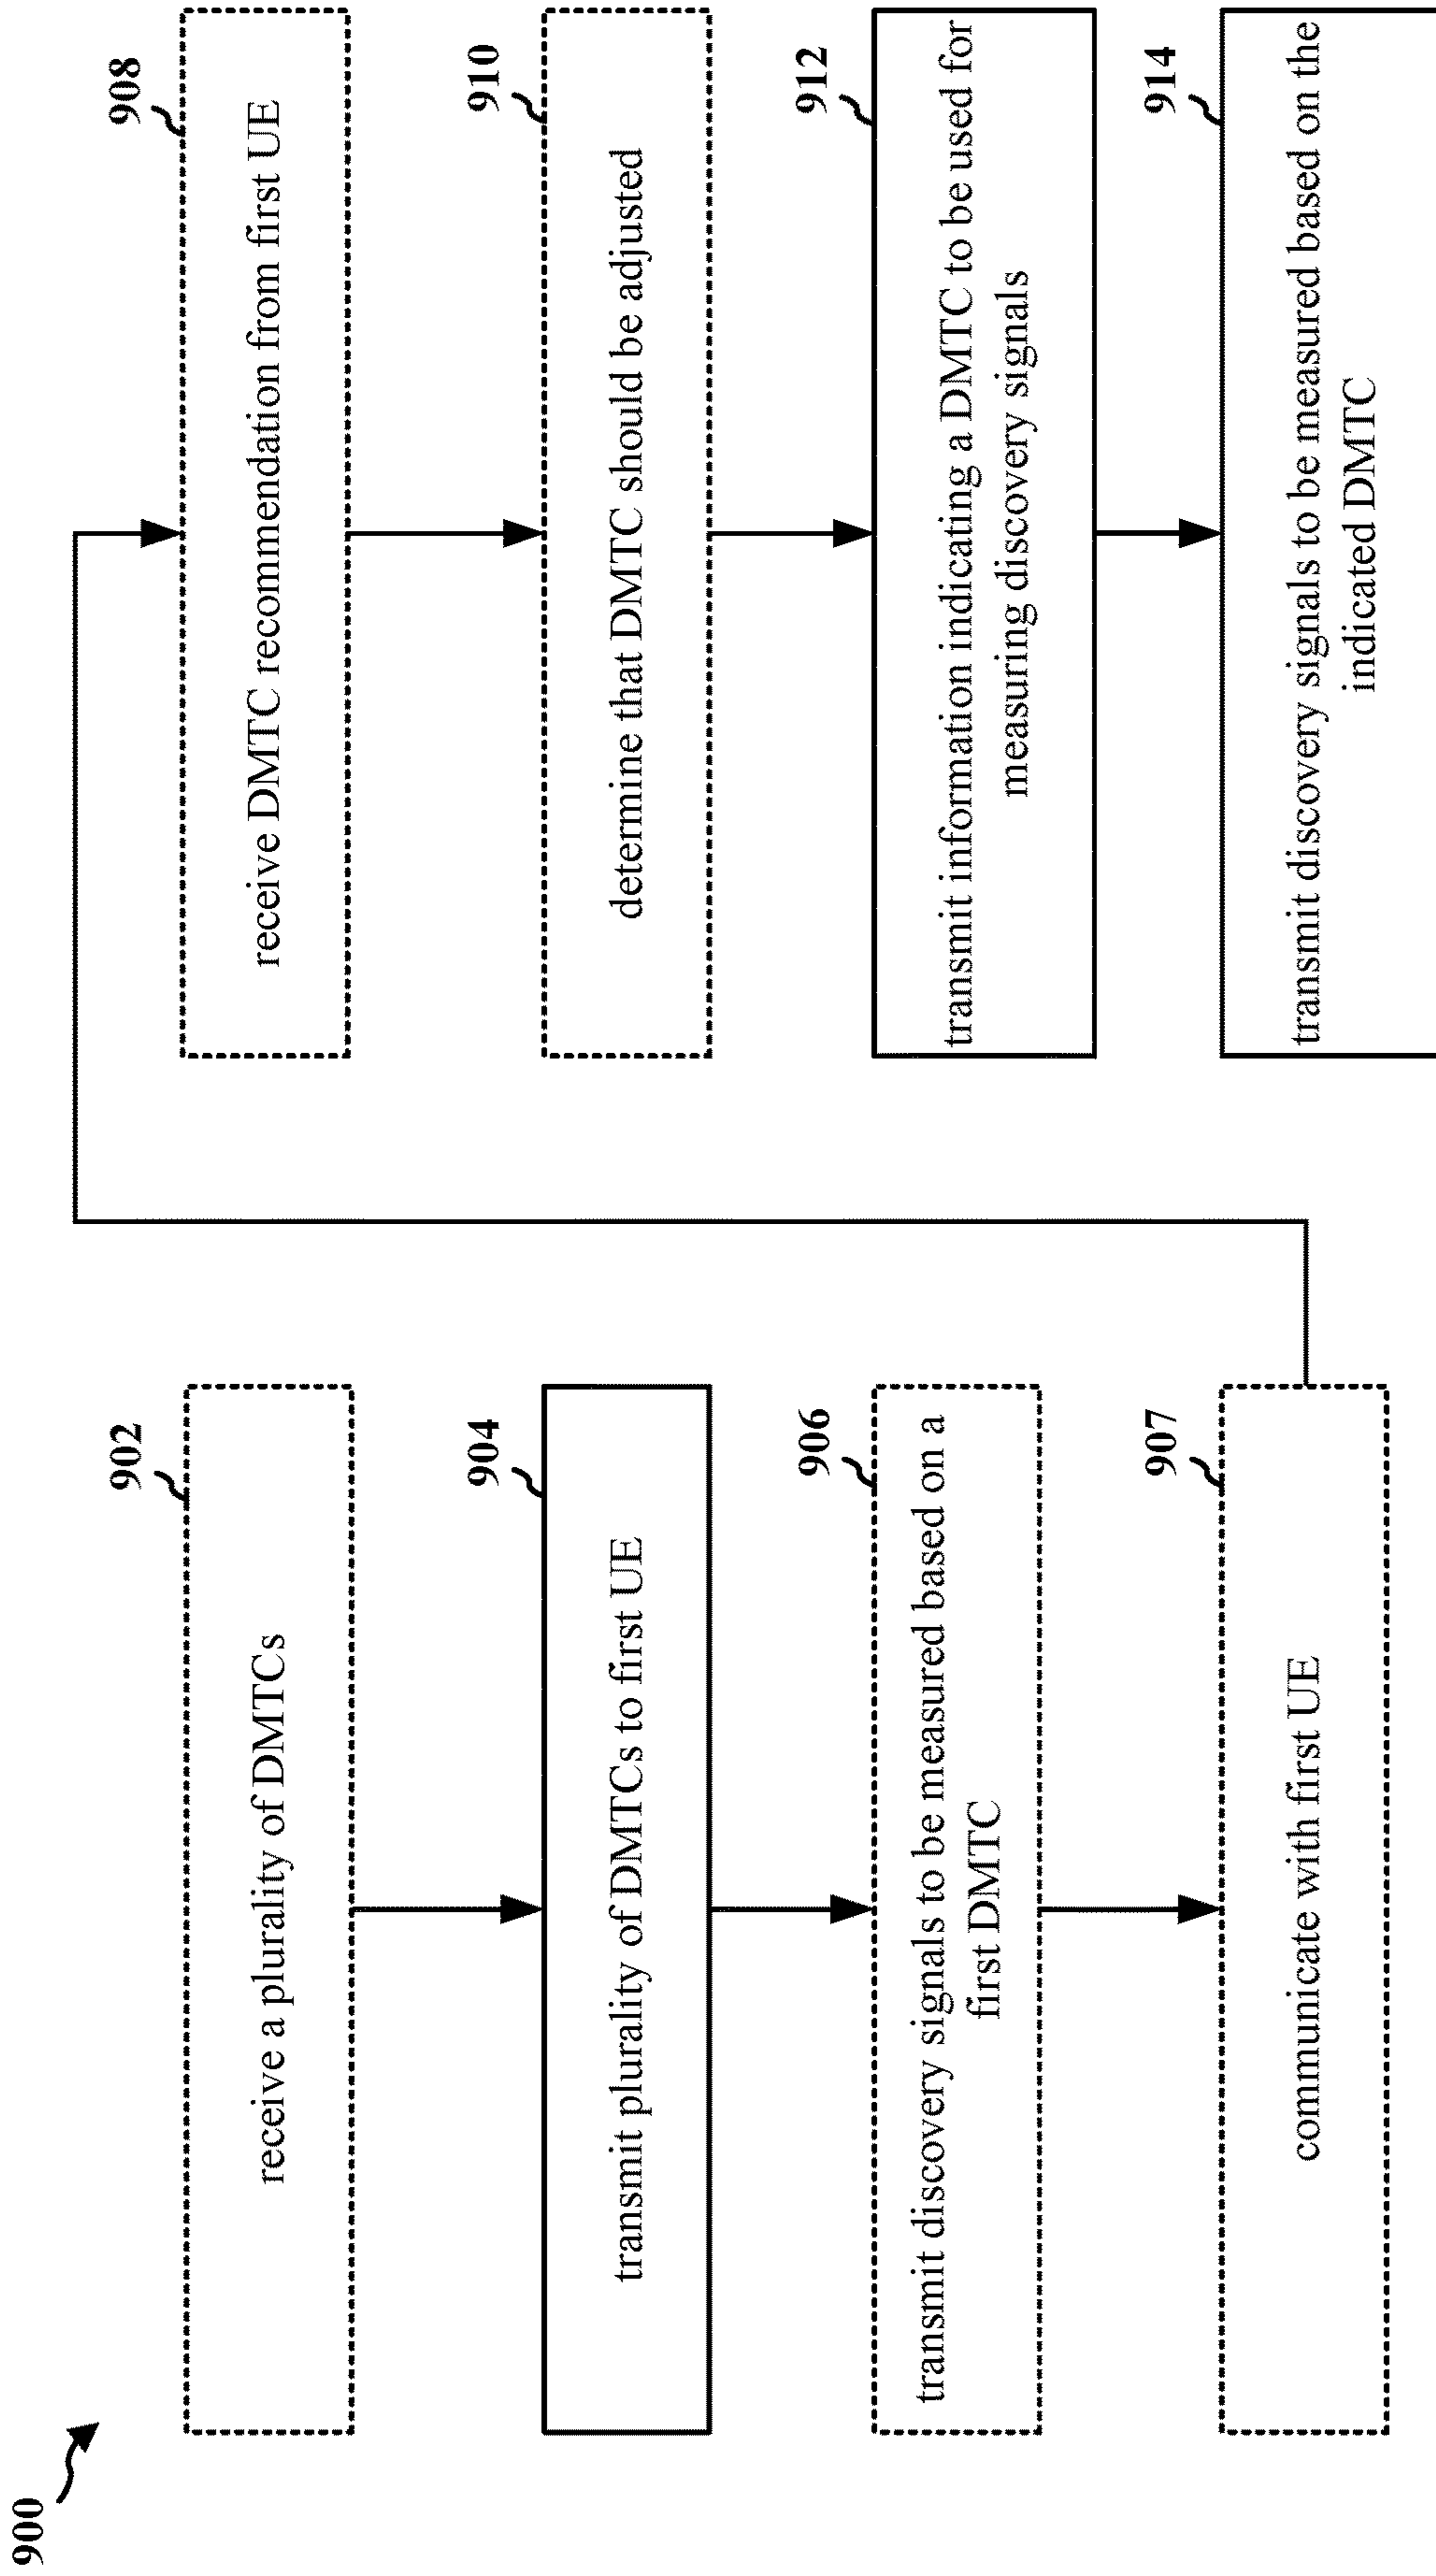 900
902
receive a plurality of DMTCs
904
transmit plurality of DMTCs to first UE
906
transmit discovery signals to be measured based on a
first DMTC
907
communicate with first UE
908
receive DMTC recommendation from first UE
910
determine that DMTC should be adjusted
912
transmit information indicating a DMTC to be used for
measuring discovery signals
914
transmit discovery signals to be measured based on the
indicated DMTC